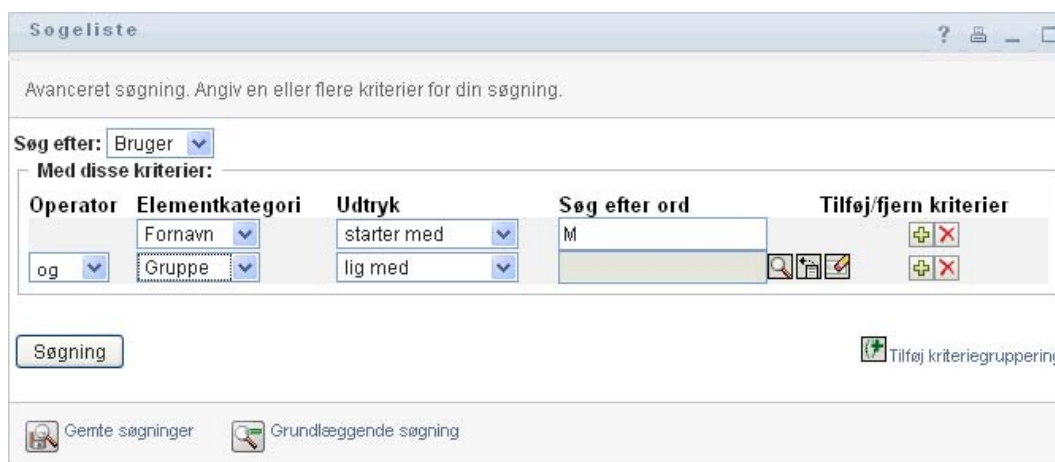 Søgeliste
?
Avanceret søgning. Angiv en eller flere kriterier for din søgning.
Søg efter: Bruger
Med disse kriterier:
Operator Elementkategori Udtryk Søg efter ord Tilføj/fjern kriterier
Fornavn starter med M
og Gruppe lig med
Søgning Tilføj kriteriegruppering
Gemte søgninger Grundlæggende søgning